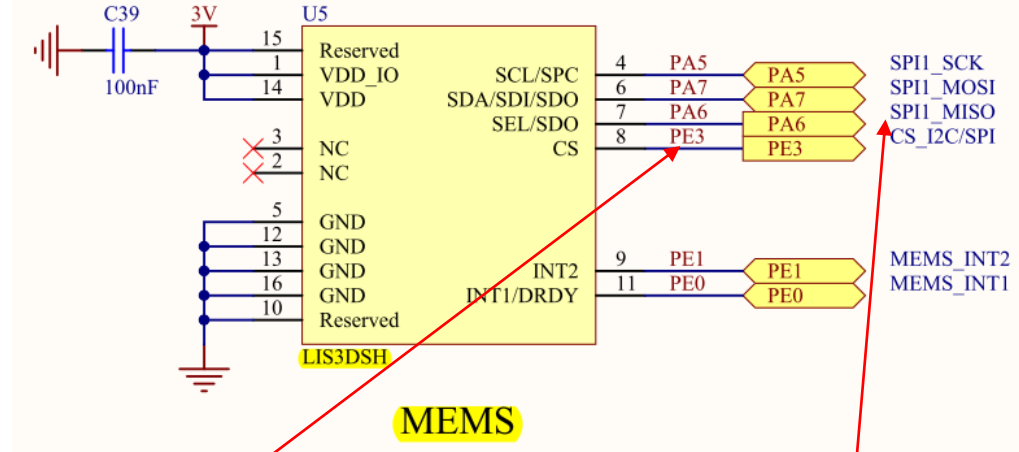 C39
3V
U5
100nF
15 Reserved
1 VDD_IO
14 VDD
3 NC
2 NC
5 GND
12 GND
13 GND
16 GND
10 Reserved
SCL/SPC 4 PA5 PA5 SPI1_SCK
SDA/SDI/SDO 6 PA7 PA7 SPI1_MOSI
SEL/SDO 7 PA6 PA6 SPI1_MISO
CS 8 PE3 PE3 CS_I2C/SPI
INT2 9 PE1 PE1 MEMS_INT2
INT1/DRDY 11 PE0 PE0 MEMS_INT1
LIS3DSH
MEMS